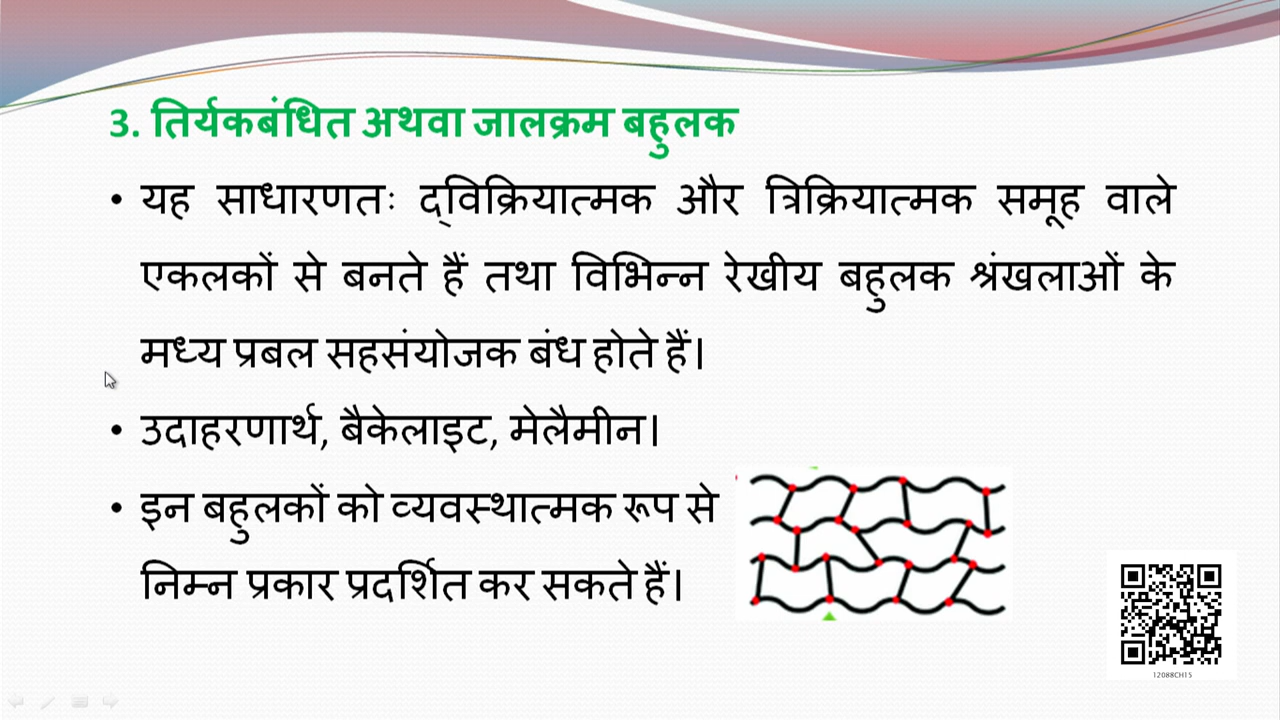 3. तिर्यकबंधित अथवा जालक्रम बहुलक
• यह साधारणतः द्‌विक्रियात्मक और त्रिक्रियात्मक समूह वाले
एकलकों से बनते हैं तथा विभिन्न रेखीय बहुलक श्रंखलाओं के
मध्य प्रबल सहसंयोजक बंध होते हैं।
• उदाहरणार्थ, बैकेलाइट, मेलैमीन।
• इन बहुलकों को व्यवस्थात्मक रूप से
निम्न प्रकार प्रदर्शित कर सकते हैं।
12088CH15